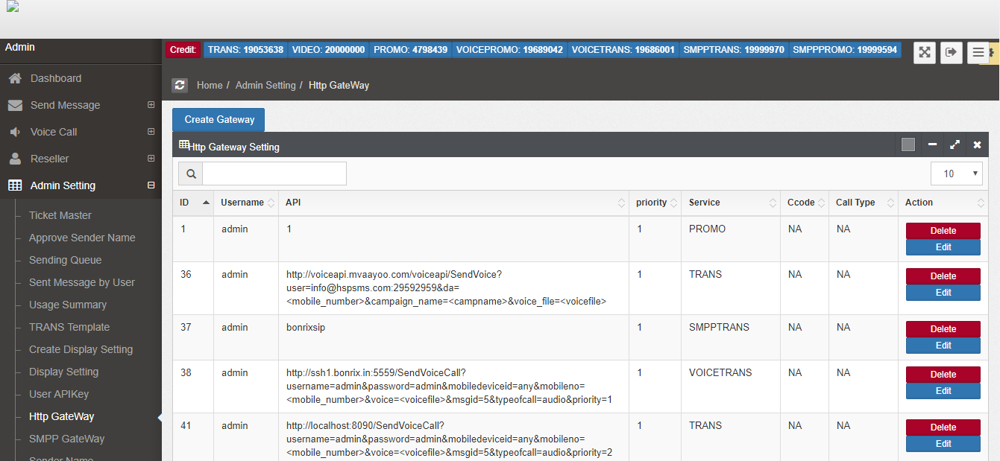 Admin
Credit: TRANS: 19053638 VIDEO: 20000000 PROMO: 4798439 VOICEPROMO: 19689042 VOICETRANS: 19686001 SMPPTRANS: 19999970 SMPPPROMO: 19999594
Dashboard
Send Message
Voice Call
Reseller
Admin Setting
Ticket Master
Approve Sender Name
Sending Queue
Sent Message by User
Usage Summary
TRANS Template
Create Display Setting
Display Setting
User APIKey
Http GateWay
SMPP GateWay
Sender Name
Home / Admin Setting / Http GateWay
Create Gateway
Http Gateway Setting
10
ID Username API priority Service Ccode Call Type Action
1 admin 1 1 PROMO NA NA Delete
Edit
36 admin http://voiceapi.mvaayoo.com/voiceapi/SendVoice? 1 TRANS NA NA Delete
user=info@hspsms.com:29592959&da= Edit
<mobile_number>&campaign_name=<campname>&voice_file=<voicefile>
37 admin bonrixsip 1 SMPPTRANS NA NA Delete
Edit
38 admin http://ssh1.bonrix.in:5559/SendVoiceCall? 1 VOICETRANS NA NA Delete
username=admin&password=admin&mobiledeviceid=any&mobileno= Edit
<mobile_number>&voice=<voicefile>&msgid=5&typeofcall=audio&priority=1
41 admin http://localhost:8090/SendVoiceCall? 1 TRANS NA NA Delete
username=admin&password=admin&mobiledeviceid=any&mobileno= Edit
<mobile_number>&voice=<voicefile>&msgid=5&typeofcall=audio&priority=2